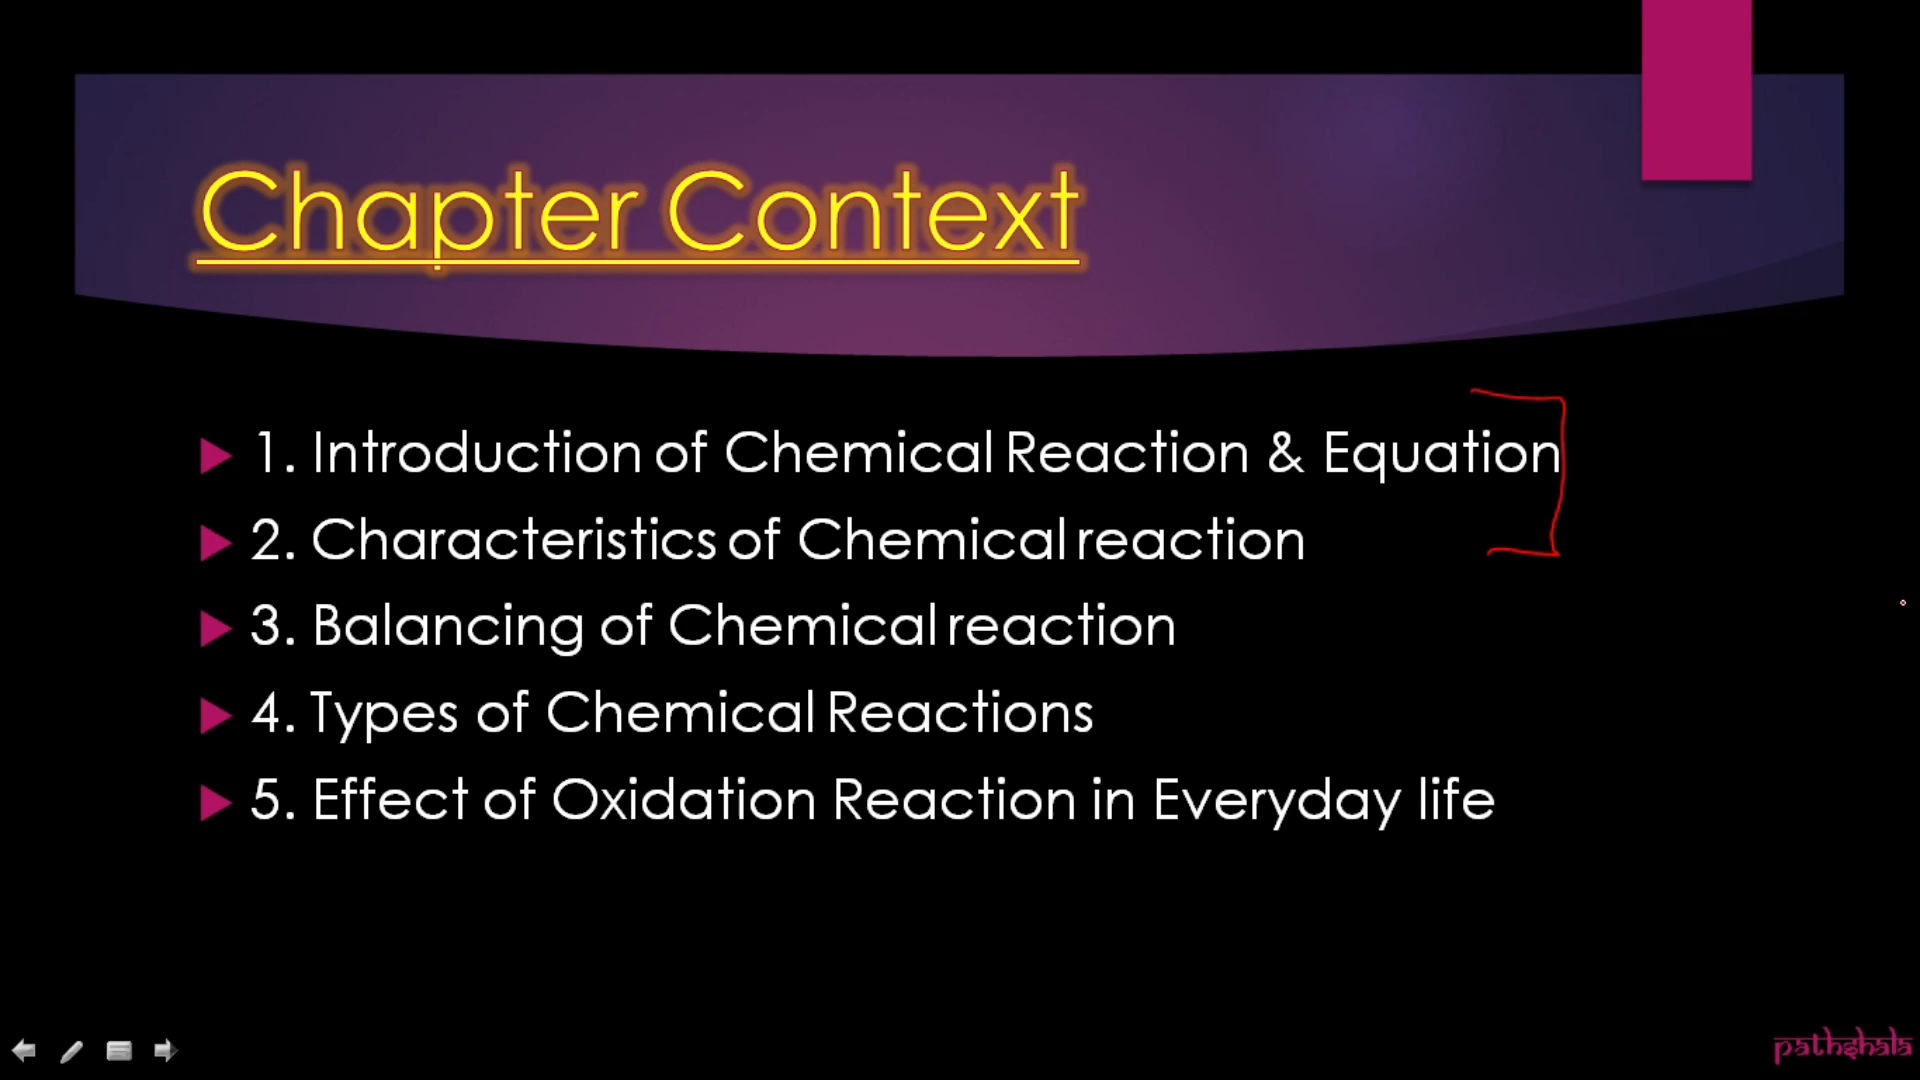 Chapter Context
1. Introduction of Chemical Reaction & Equation
2. Characteristics of Chemical reaction
3. Balancing of Chemical reaction
4. Types of Chemical Reactions
5. Effect of Oxidation Reaction in Everyday life
pathshala